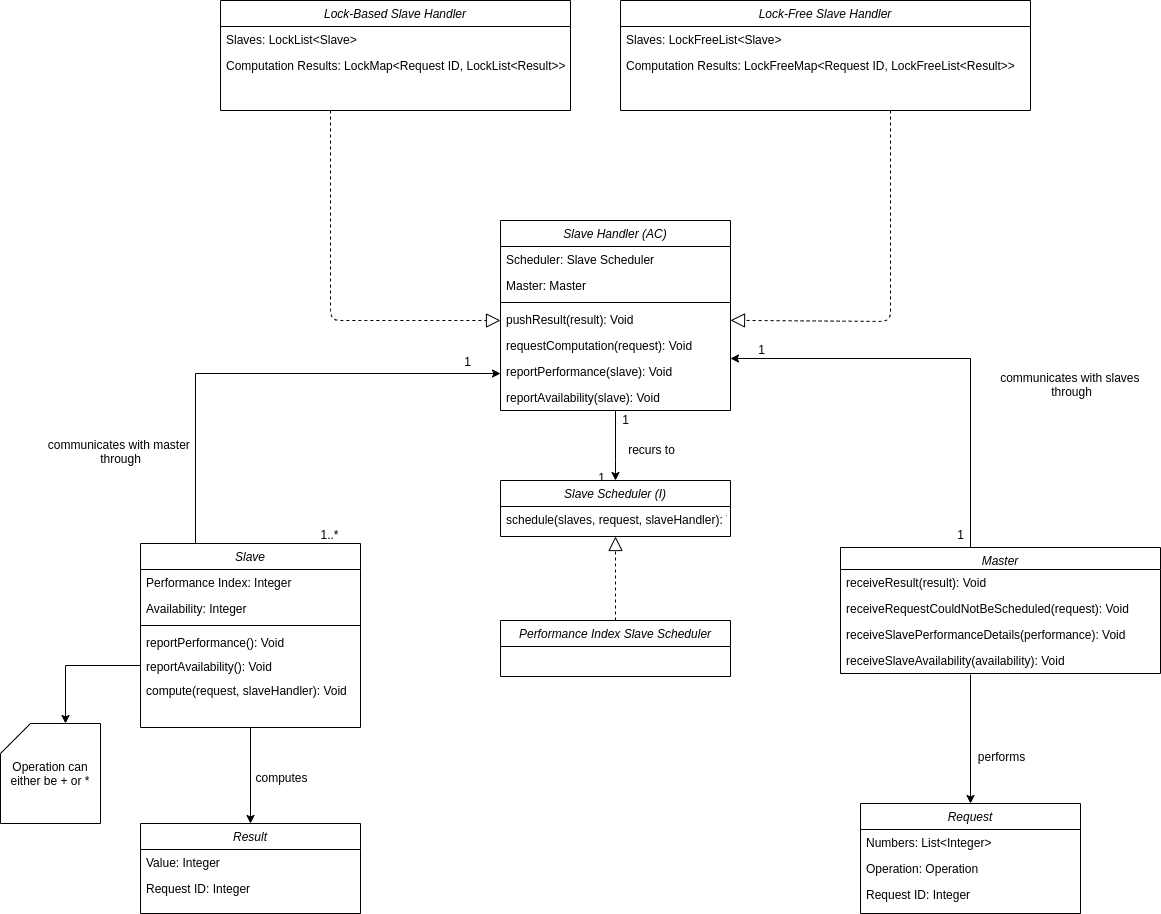 Lock-Based Slave Handler
Slaves: LockList<Slave>
Computation Results: LockMap<Request ID, LockList<Result>>
Lock-Free Slave Handler
Slaves: LockFreeList<Slave>
Computation Results: LockFreeMap<Request ID, LockFreeList<Result>>
Slave Handler (AC)
Scheduler: Slave Scheduler
Master: Master
pushResult(result): Void
requestComputation(request): Void
reportPerformance(slave): Void
reportAvailability(slave): Void
1
1
communicates with slaves
through
communicates with master
through
1
recurs to
1
Slave Scheduler (I)
schedule(slaves, request, slaveHandler):
Performance Index Slave Scheduler
1..*
Slave
Performance Index: Integer
Availability: Integer
reportPerformance(): Void
reportAvailability(): Void
compute(request, slaveHandler): Void
1
Master
receiveResult(result): Void
receiveRequestCouldNotBeScheduled(request): Void
receiveSlavePerformanceDetails(performance): Void
receiveSlaveAvailability(availability): Void
Operation can
either be + or *
computes
performs
Result
Value: Integer
Request ID: Integer
Request
Numbers: List<Integer>
Operation: Operation
Request ID: Integer